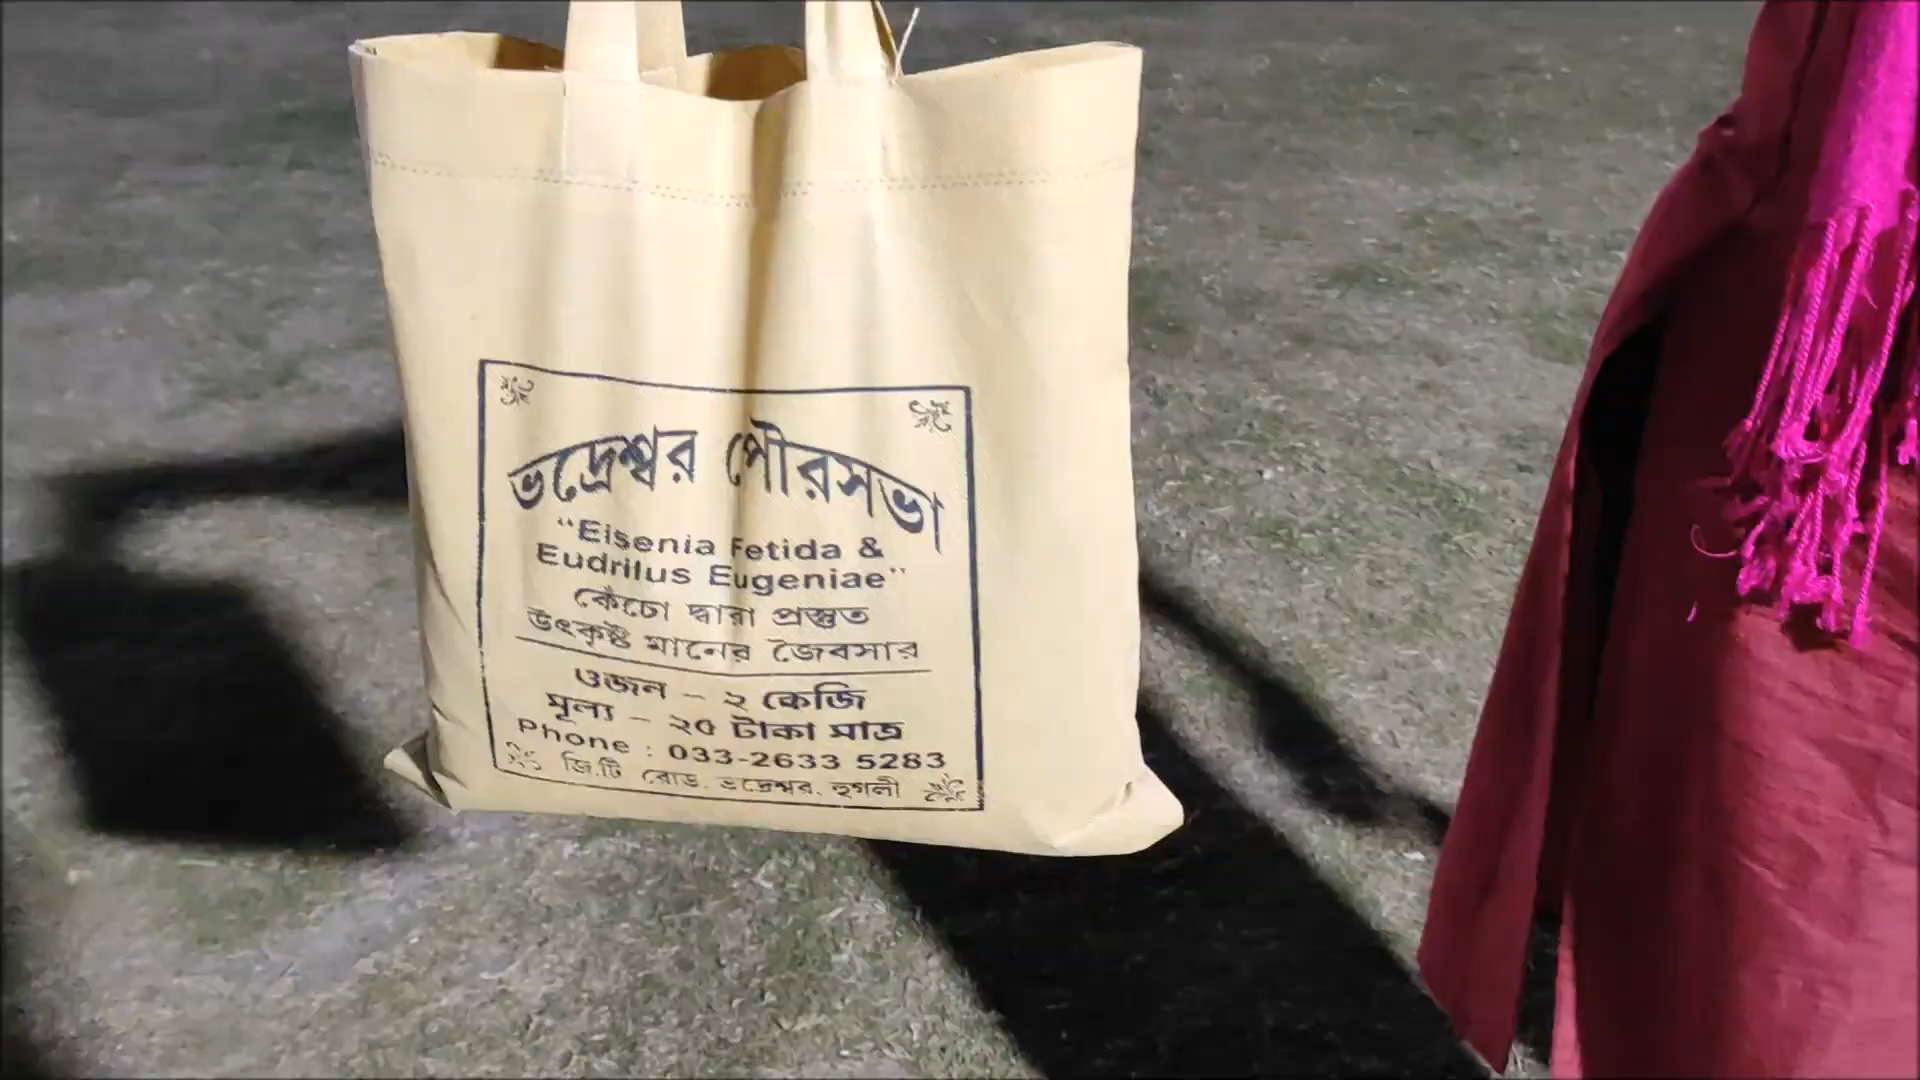 ভদ্রেশ্বর পৌরসভা
“Eisenia Fetida &
Eudrilus Eugeniae”
কেঁচো দ্বারা প্রস্তুত
উৎকৃষ্ট মানের জৈবসার
ওজন – ২ কেজি
মূল্য – ২৫ টাকা মাত্র
Phone : 033-2633 5283
জি.টি রোড, ভদ্রেশ্বর, হুগলী